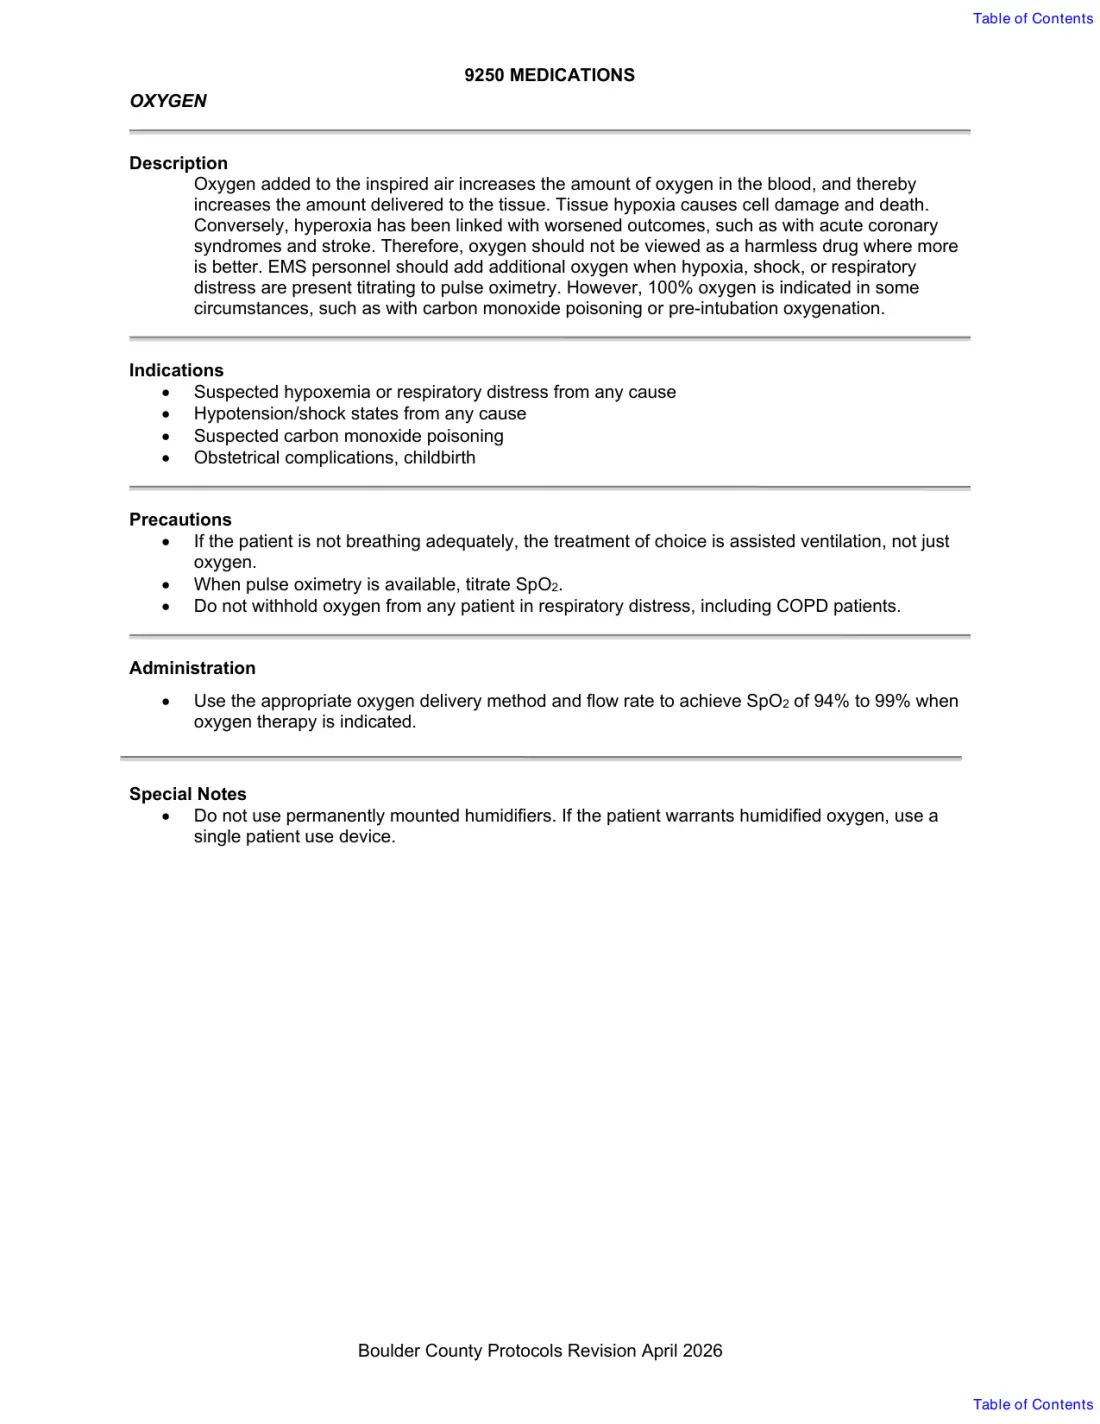 Table of Contents
9250 MEDICATIONS
OXYGEN
Description
Oxygen added to the inspired air increases the amount of oxygen in the blood, and thereby
increases the amount delivered to the tissue. Tissue hypoxia causes cell damage and death.
Conversely, hyperoxia has been linked with worsened outcomes, such as with acute coronary
syndromes and stroke. Therefore, oxygen should not be viewed as a harmless drug where more
is better. EMS personnel should add additional oxygen when hypoxia, shock, or respiratory
distress are present titrating to pulse oximetry. However, 100% oxygen is indicated in some
circumstances, such as with carbon monoxide poisoning or pre-intubation oxygenation.
Indications
• Suspected hypoxemia or respiratory distress from any cause
• Hypotension/shock states from any cause
• Suspected carbon monoxide poisoning
• Obstetrical complications, childbirth
Precautions
• If the patient is not breathing adequately, the treatment of choice is assisted ventilation, not just
oxygen.
• When pulse oximetry is available, titrate SpO₂.
• Do not withhold oxygen from any patient in respiratory distress, including COPD patients.
Administration
• Use the appropriate oxygen delivery method and flow rate to achieve SpO₂ of 94% to 99% when
oxygen therapy is indicated.
Special Notes
• Do not use permanently mounted humidifiers. If the patient warrants humidified oxygen, use a
single patient use device.
Boulder County Protocols Revision April 2026
Table of Contents